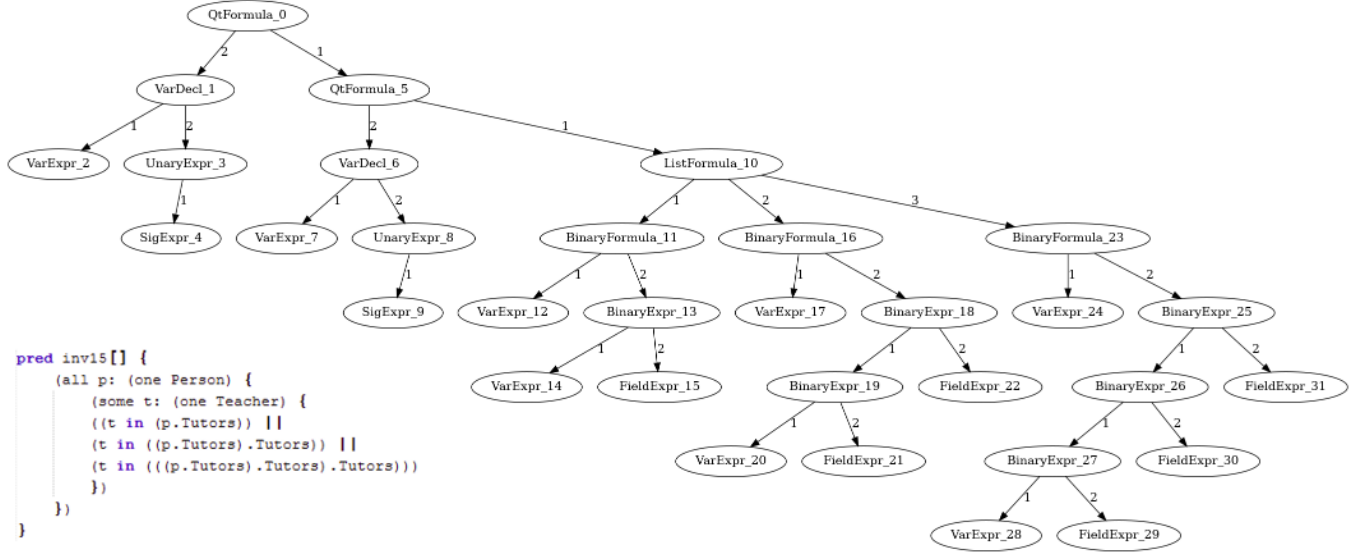 QtFormula_0
2 1
VarDecl_1 QtFormula_5
1 2 2 1
VarExpr_2 UnaryExpr_3 VarDecl_6 ListFormula_10
1 1 2 1 2 3
SigExpr_4 VarExpr_7 UnaryExpr_8 BinaryFormula_11 BinaryFormula_16 BinaryFormula_23
1 1 2 1 2 1 2
SigExpr_9 VarExpr_12 BinaryExpr_13 VarExpr_17 BinaryExpr_18 VarExpr_24 BinaryExpr_25
1 2 1 2 1 2
VarExpr_14 FieldExpr_15 BinaryExpr_19 FieldExpr_22 BinaryExpr_26 FieldExpr_31
1 2 1 2
VarExpr_20 FieldExpr_21 BinaryExpr_27 FieldExpr_30
1 2
VarExpr_28 FieldExpr_29
pred inv15[] {
(all p: (one Person) {
(some t: (one Teacher) {
((t in (p.Tutors)) ||
(t in ((p.Tutors).Tutors)) ||
(t in (((p.Tutors).Tutors).Tutors)))
})
})
}